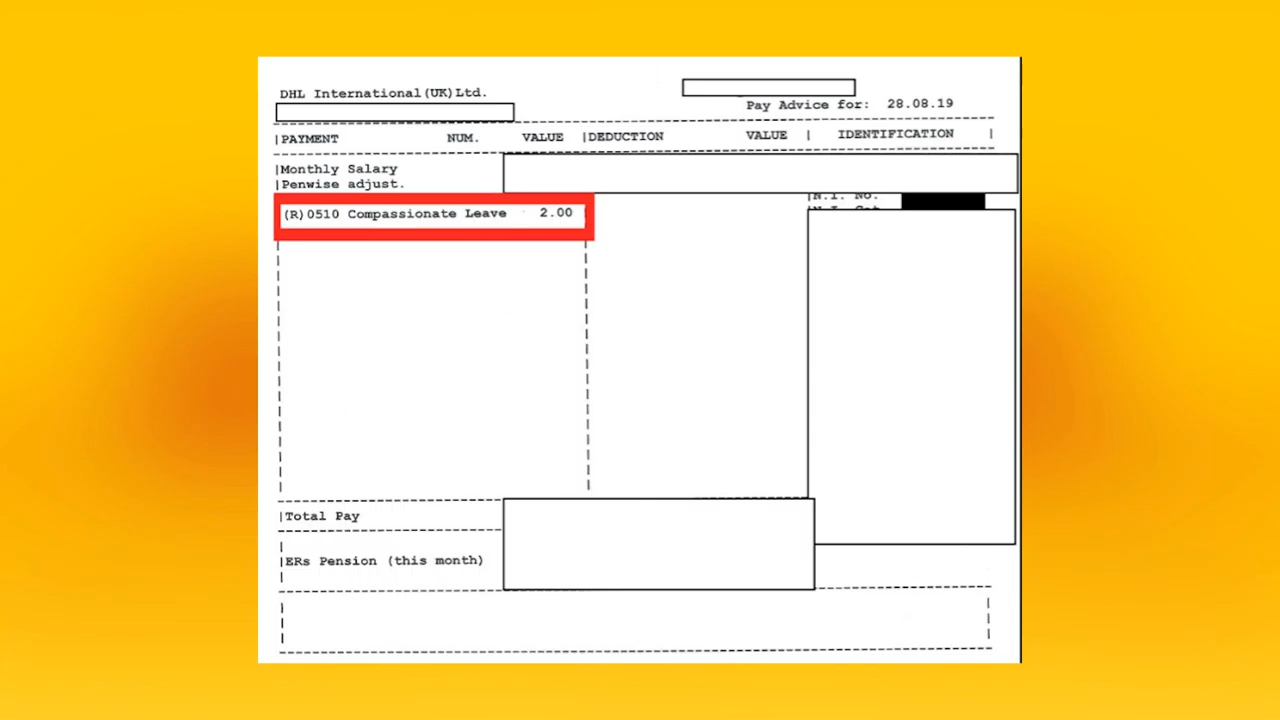 DHL International(UK)Ltd.
Pay Advice for: 28.08.19
|PAYMENT NUM. VALUE |DEDUCTION VALUE | IDENTIFICATION |
|Monthly Salary
|Penwise adjust.
N.I. No.
(R)0510 Compassionate Leave 2.00
|Total Pay
|ERs Pension (this month)